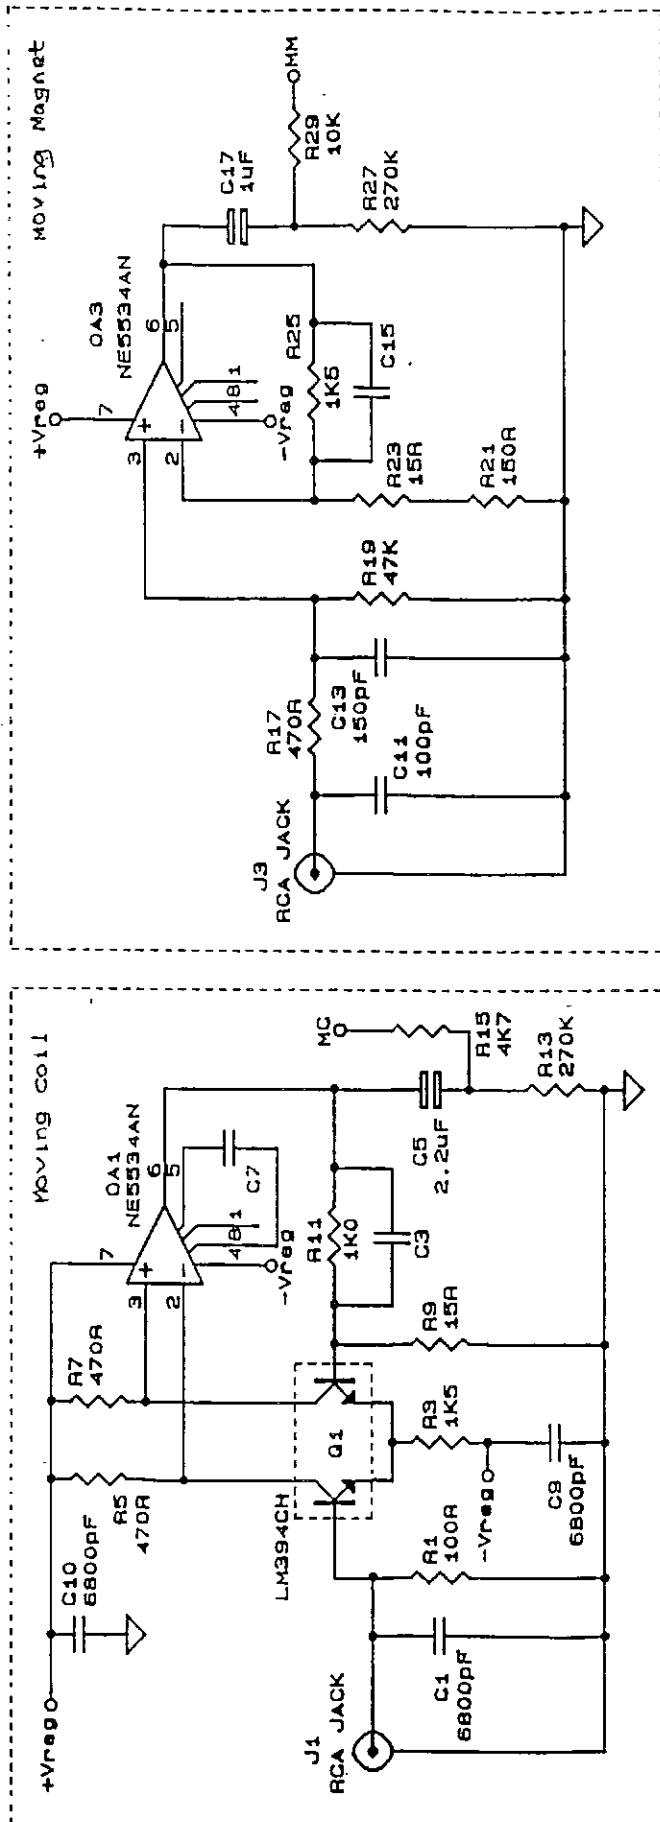 Moving Coil
+Vreg
C10
6800pF
R5
470R
R7
470R
OA1
NE5534AN
7
3
2
6
5
4
8
1
-Vreg
C7
LM394CH
Q1
J1
RCA JACK
C1
6800pF
R1
100R
R3
1K5
-Vreg
C9
6800pF
R9
15R
R11
1K0
C3
C5
2.2uF
MC
R15
4K7
R13
270K
Moving Magnet
+Vreg
OA3
NE5534AN
7
3
2
6
5
4
8
1
-Vreg
J3
RCA JACK
R17
470R
C11
100pF
C13
150pF
R19
47K
R23
15R
R21
150R
R25
1K5
C15
C17
1uF
R29
10K
MM
R27
270K